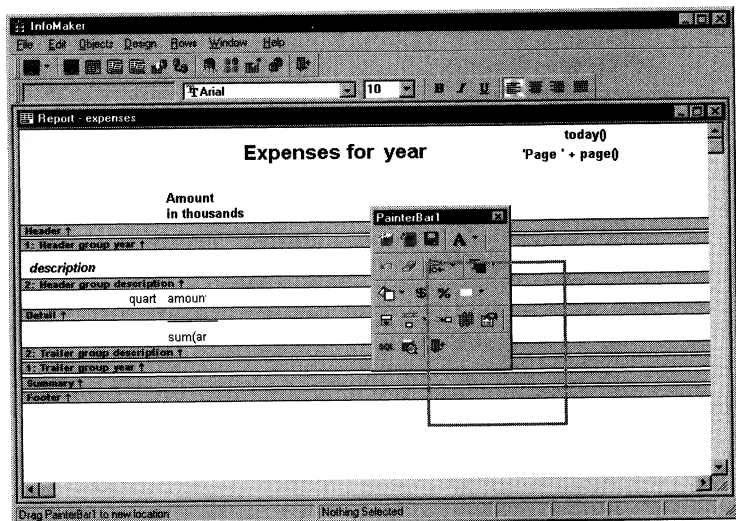 InfoMaker
File Edit Objects Design Rows Window Help
Arial 10 B I U
Report - expenses
today()
Expenses for year 'Page ' + page()
Amount
in thousands
PainterBar1
Header ↑
1: Header group year ↑
description
2: Header group description ↑
quart amoun
Detail ↑
sum(ar
2: Trailer group description ↑
1: Trailer group year ↑
Summary ↑
Footer ↑
A
$ %
SQL
Drag PainterBar1 to new location Nothing Selected